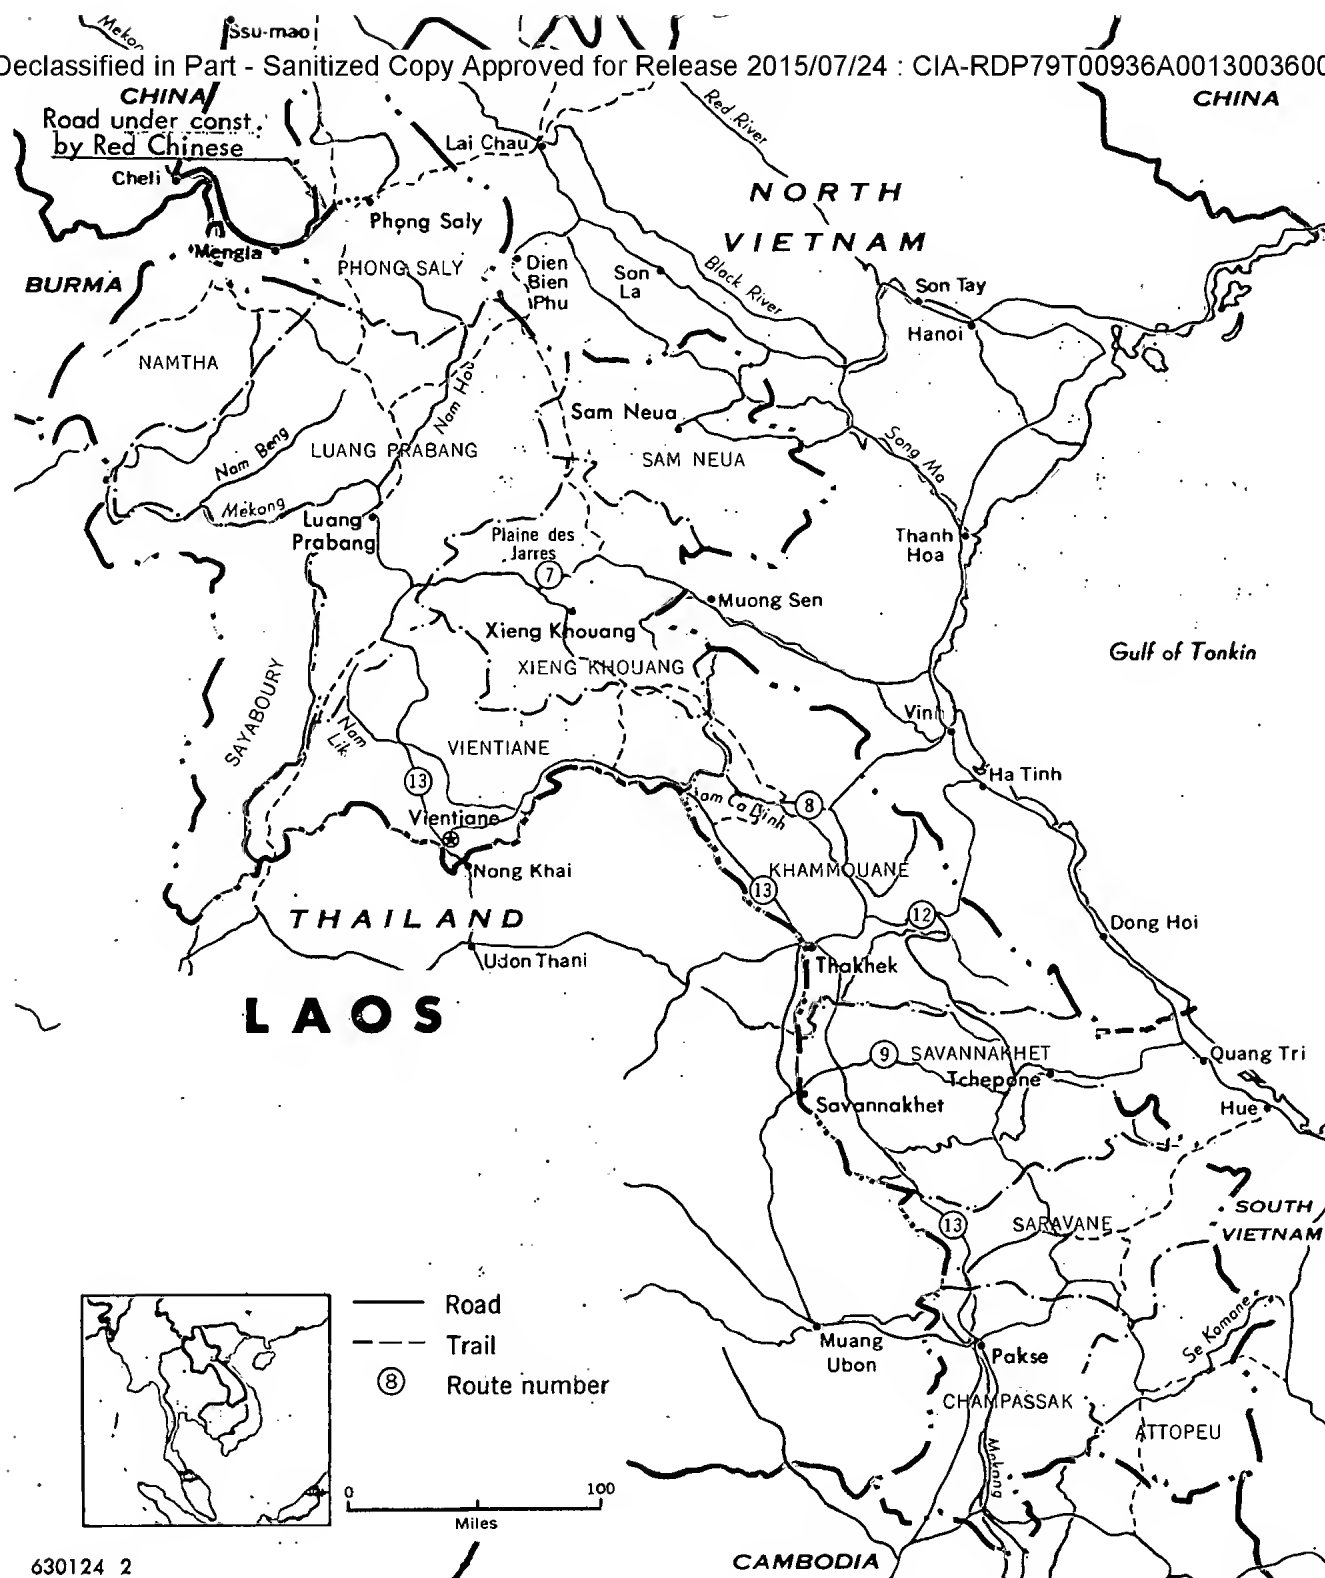 Mekon
Ssu-mao
Declassified in Part - Sanitized Copy Approved for Release 2015/07/24 : CIA-RDP79T00936A0013003600
CHINA
CHINA
Road under const.
by Red Chinese
Red River
Lai Chau
Cheli
NORTH
VIETNAM
Phong Saly
Mengla
PHONG SALY
BURMA
Dien
Bien
Phu
Son
La
Black River
Son Tay
Hanoi
NAMTHA
Nam Hou
Sam Neua
Nam Beng
LUANG PRABANG
SAM NEUA
Song Ma
Mekong
Luang
Prabang
Plaine des
Jarres
Thanh
Hoa
7
Muong Sen
Xieng Khouang
XIENG KHOUANG
Gulf of Tonkin
SAYABOURY
Nam
Lik
Vinh
VIENTIANE
13
Ha Tinh
8
Vientiane
Nong Khai
KHAMMOUANE
13
12
THAILAND
Dong Hoi
Udon Thani
Thakhek
LAOS
9
SAVANNAKHET
Tchepone
Quang Tri
Savannakhet
Hue
13
SARAVANE
SOUTH
VIETNAM
Se Kamane
Road
Trail
8
Route number
Muang
Ubon
Pakse
CHAMPASSAK
ATTOPEU
Mekong
0
100
Miles
CAMBODIA
630124 2